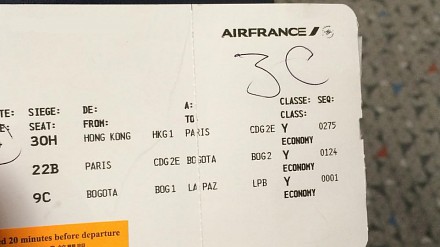 AIRFRANCE
3C
TE: SIEGE: DE: A: CLASSE: SEQ:
SEAT: FROM: TO: CLASS:
30H HONG KONG HKG1 PARIS CDG2E Y 0275
ECONOMY
22B PARIS CDG2E BOGOTA BOG2 Y 0124
ECONOMY
9C BOGOTA BOG1 LA PAZ LPB Y 0001
ECONOMY
d 20 minutes before departure